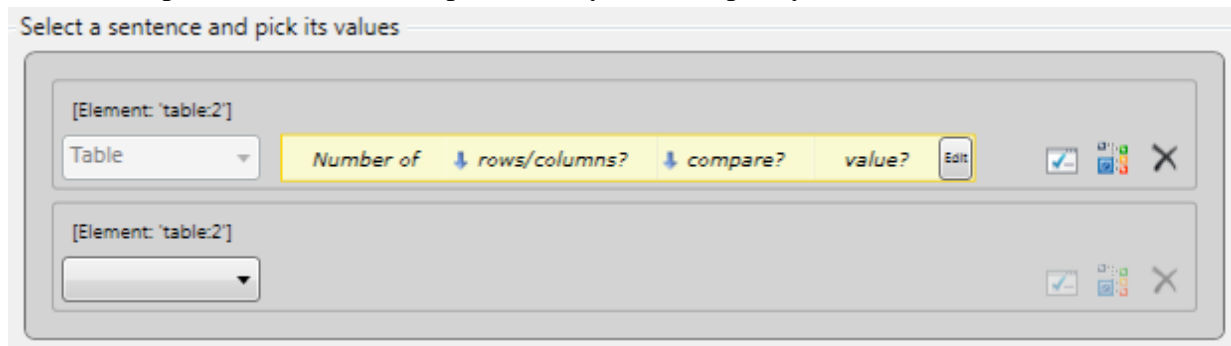 Select a sentence and pick its values
[Element: 'table:2']
Table Number of rows/columns? compare? value? Edit
[Element: 'table:2']